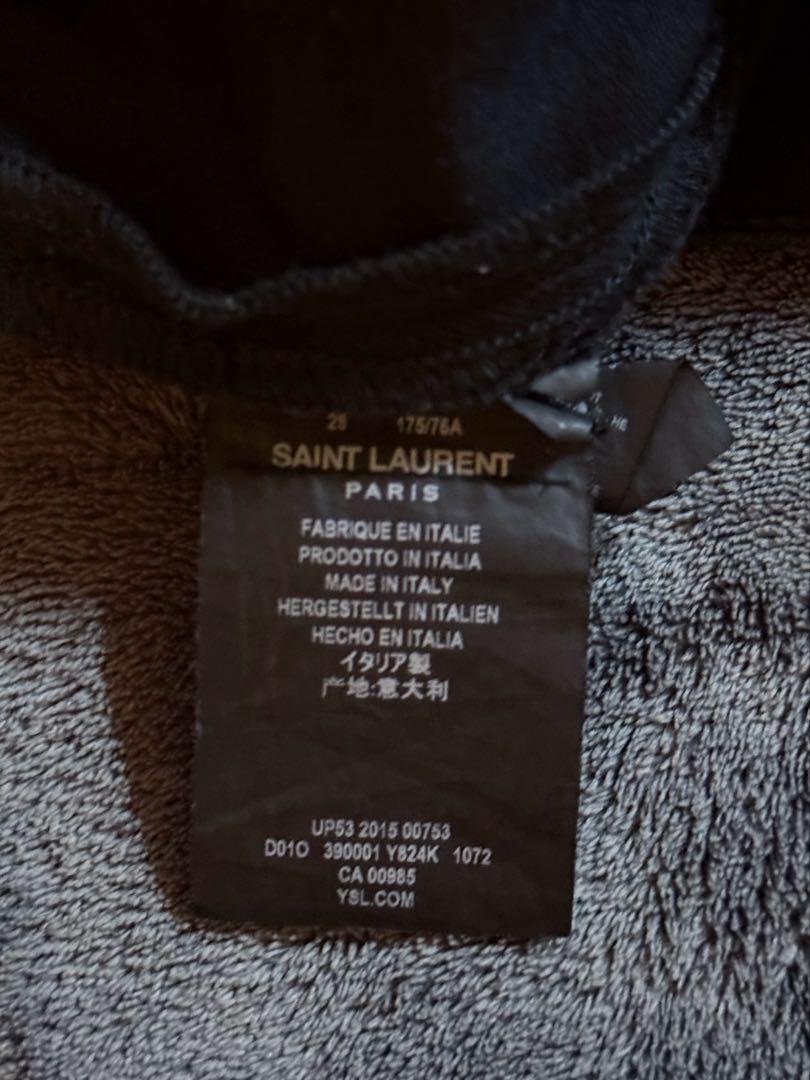 28 175/76A
SAINT LAURENT
PARIS
FABRIQUE EN ITALIE
PRODOTTO IN ITALIA
MADE IN ITALY
HERGESTELLT IN ITALIEN
HECHO EN ITALIA
イタリア製
产地:意大利
UP53 2015 00753
D01O 390001 Y824K 1072
CA 00985
YSL.COM